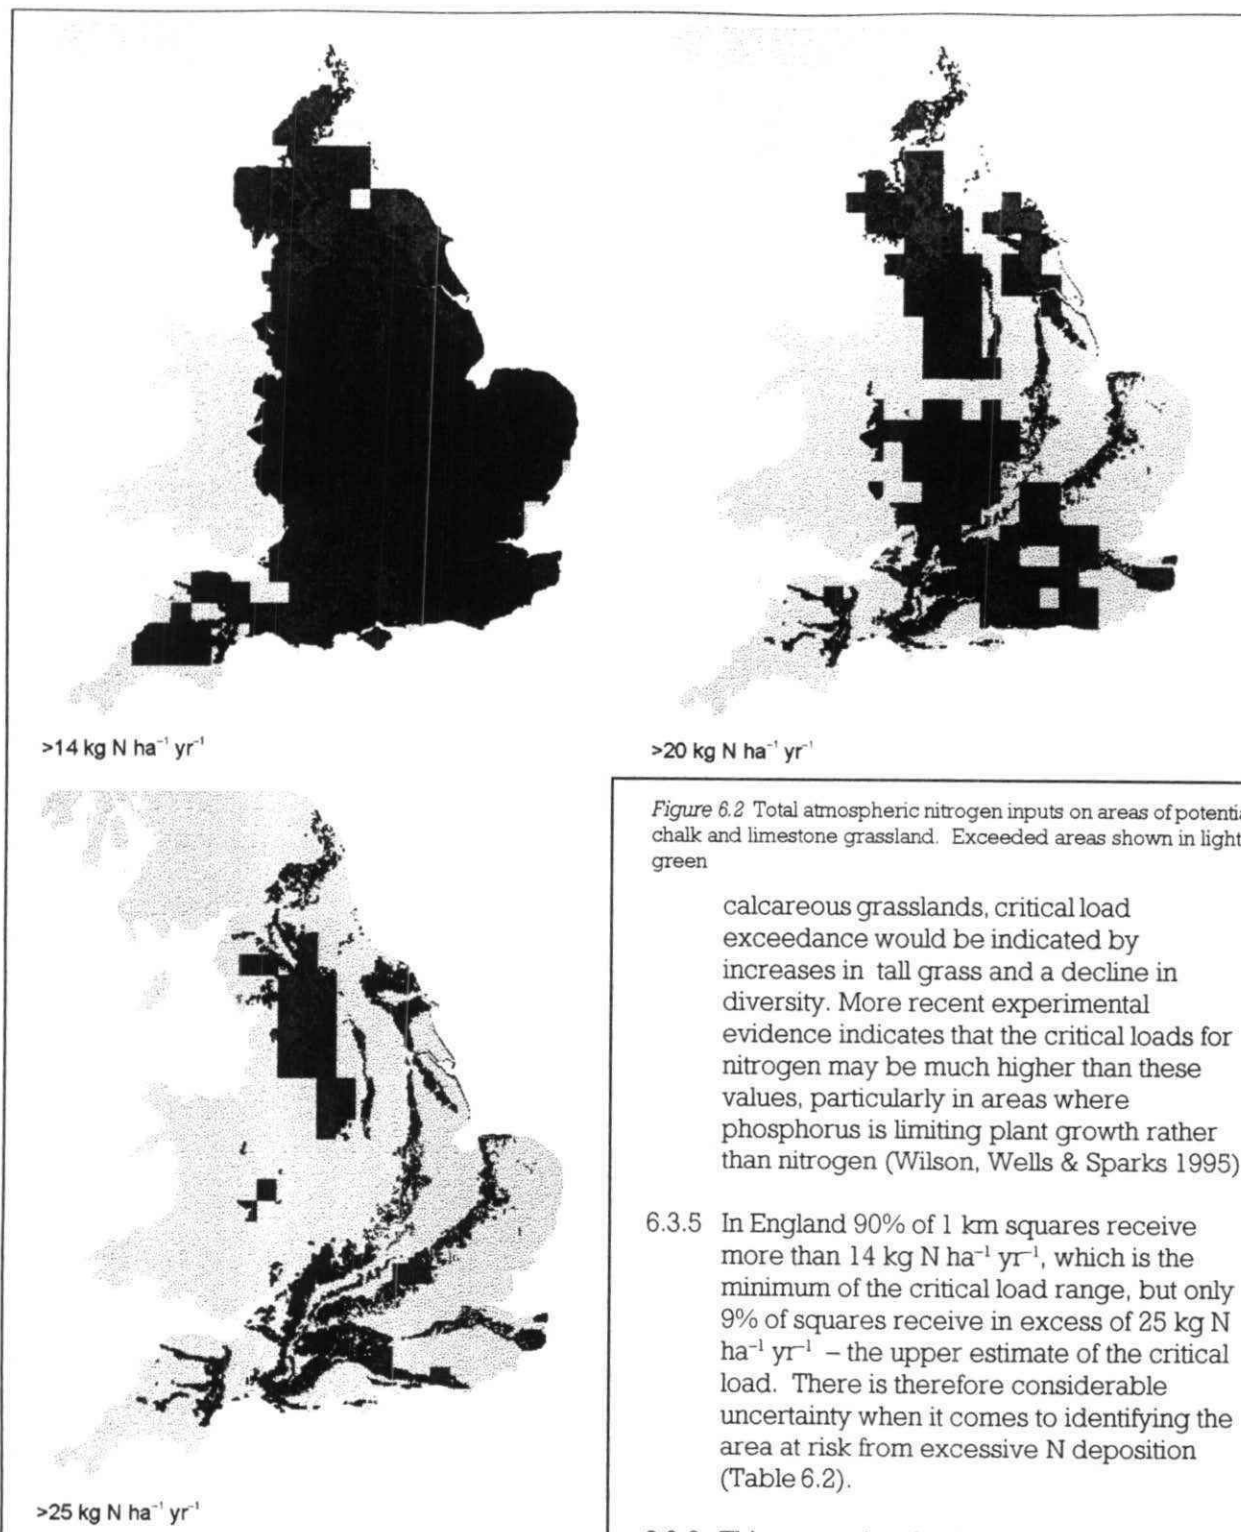 >14 kg N ha⁻¹ yr⁻¹
>20 kg N ha⁻¹ yr⁻¹
>25 kg N ha⁻¹ yr⁻¹
Figure 6.2 Total atmospheric nitrogen inputs on areas of potentia
chalk and limestone grassland. Exceeded areas shown in light
green
calcareous grasslands, critical load
exceedance would be indicated by
increases in tall grass and a decline in
diversity. More recent experimental
evidence indicates that the critical loads for
nitrogen may be much higher than these
values, particularly in areas where
phosphorus is limiting plant growth rather
than nitrogen (Wilson, Wells & Sparks 1995)
6.3.5 In England 90% of 1 km squares receive
more than 14 kg N ha⁻¹ yr⁻¹, which is the
minimum of the critical load range, but only
9% of squares receive in excess of 25 kg N
ha⁻¹ yr⁻¹ – the upper estimate of the critical
load. There is therefore considerable
uncertainty when it comes to identifying the
area at risk from excessive N deposition
(Table 6.2).